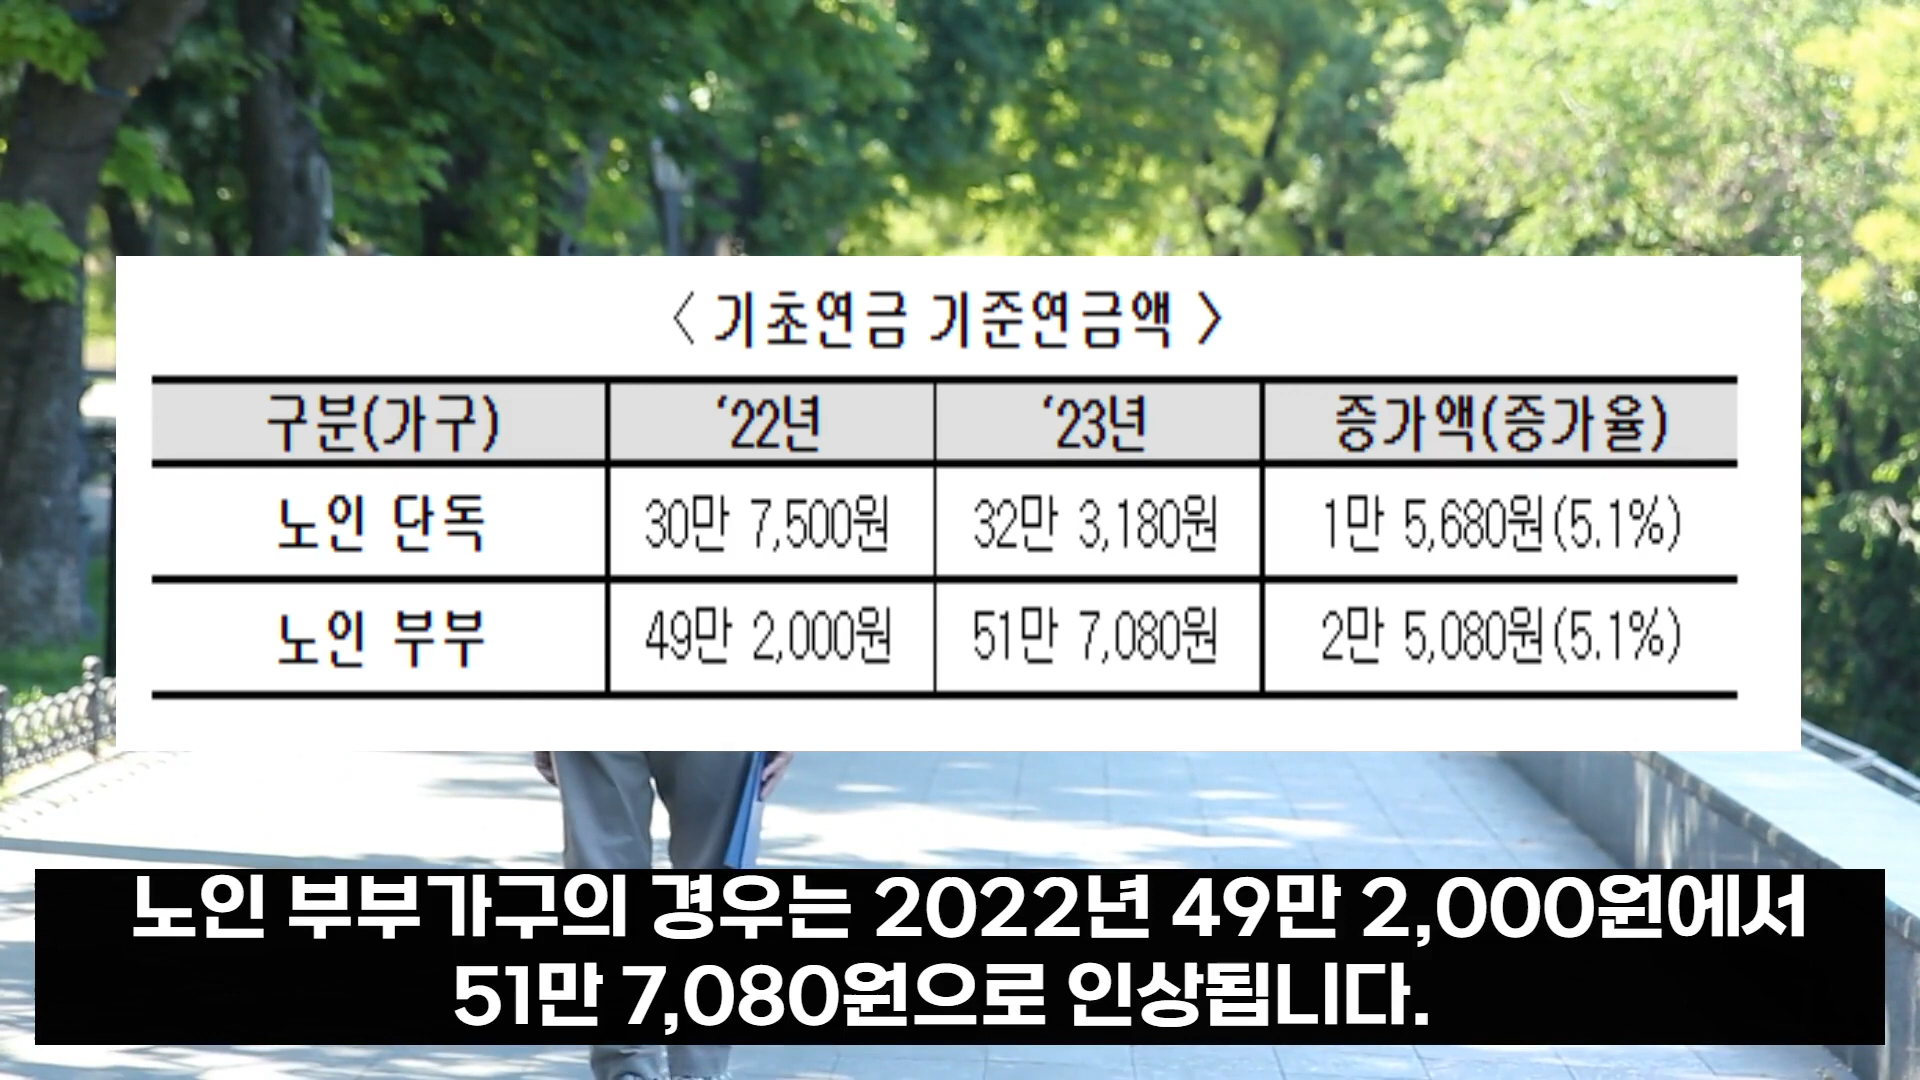 〈 기초연금 기준연금액 〉
구분(가구) ‘22년 ‘23년 증가액(증가율)
노인 단독 30만 7,500원 32만 3,180원 1만 5,680원(5.1%)
노인 부부 49만 2,000원 51만 7,080원 2만 5,080원(5.1%)
노인 부부가구의 경우는 2022년 49만 2,000원에서
51만 7,080원으로 인상됩니다.